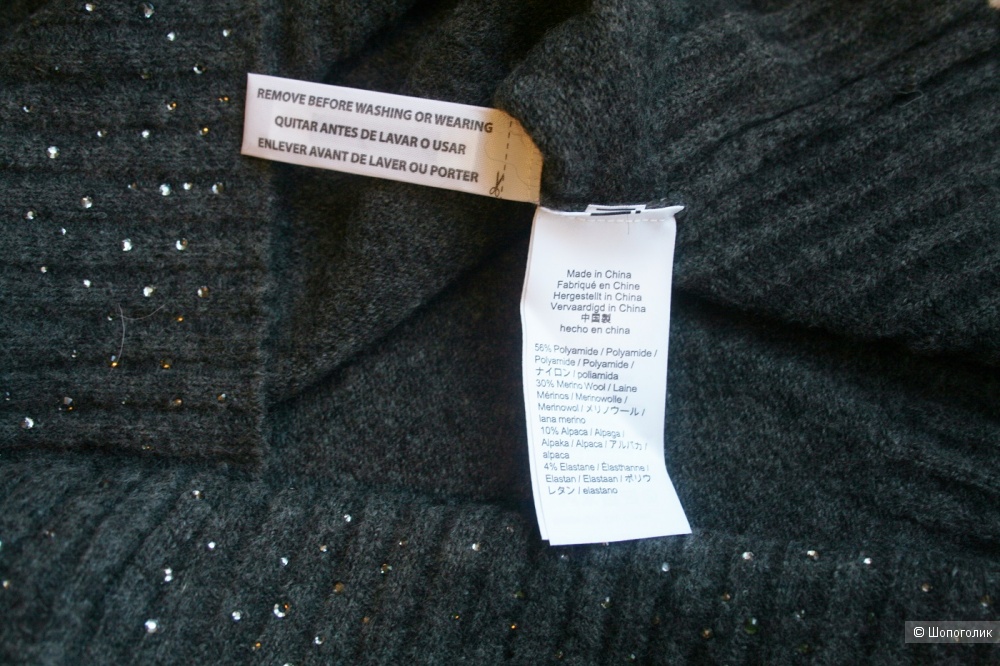 REMOVE BEFORE WASHING OR WEARING
QUITAR ANTES DE LAVAR O USAR
ENLEVER AVANT DE LAVER OU PORTER
Made in China
Fabriqué en Chine
Hergestellt in China
Vervaardigd in China
中国製
hecho en china
56% Polyamide / Polyamide /
Polyamide / Polyamide /
ナイロン / poliamida
30% Merino Wool / Laine
Mérinos / Merinowolle /
Merinowol / メリノウール /
lana merino
10% Alpaca / Alpaga /
Alpaka / Alpaca / アルパカ /
alpaca
4% Elastane / Élasthanne /
Elastan / Elastaan / ポリウ
レタン / elastano
© Шопоголик